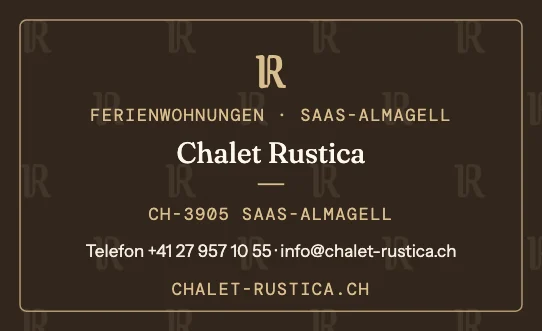 R
FERIENWOHNUNGEN · SAAS-ALMAGELL
Chalet Rustica
CH-3905 SAAS-ALMAGELL
Telefon +41 27 957 10 55 · info@chalet-rustica.ch
CHALET-RUSTICA.CH